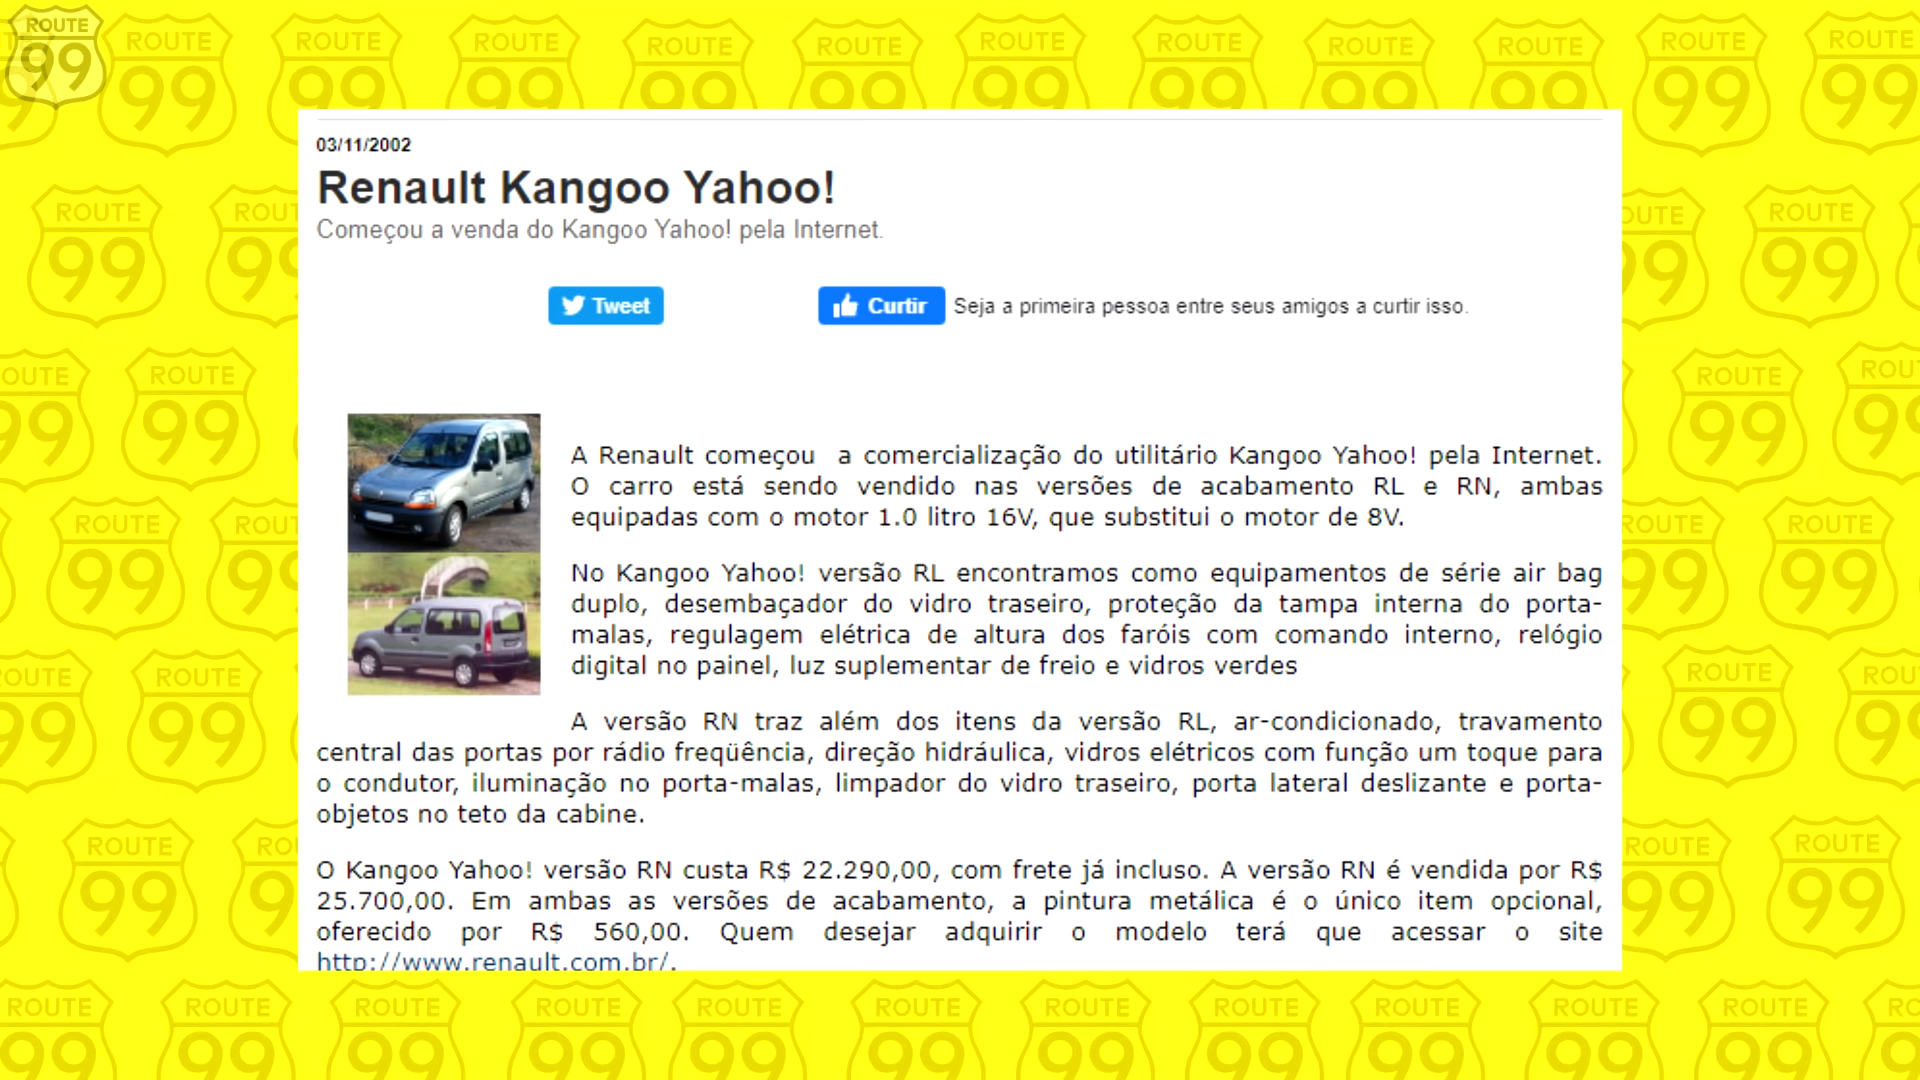 ROUTE
99
03/11/2002
Renault Kangoo Yahoo!
Começou a venda do Kangoo Yahoo! pela Internet.
Tweet
Curtir Seja a primeira pessoa entre seus amigos a curtir isso.
A Renault começou a comercialização do utilitário Kangoo Yahoo! pela Internet.
O carro está sendo vendido nas versões de acabamento RL e RN, ambas
equipadas com o motor 1.0 litro 16V, que substitui o motor de 8V.
No Kangoo Yahoo! versão RL encontramos como equipamentos de série air bag
duplo, desembaçador do vidro traseiro, proteção da tampa interna do porta-
malas, regulagem elétrica de altura dos faróis com comando interno, relógio
digital no painel, luz suplementar de freio e vidros verdes
A versão RN traz além dos itens da versão RL, ar-condicionado, travamento
central das portas por rádio freqüência, direção hidráulica, vidros elétricos com função um toque para
o condutor, iluminação no porta-malas, limpador do vidro traseiro, porta lateral deslizante e porta-
objetos no teto da cabine.
O Kangoo Yahoo! versão RN custa R$ 22.290,00, com frete já incluso. A versão RN é vendida por R$
25.700,00. Em ambas as versões de acabamento, a pintura metálica é o único item opcional,
oferecido por R$ 560,00. Quem desejar adquirir o modelo terá que acessar o site
http://www.renault.com.br/.